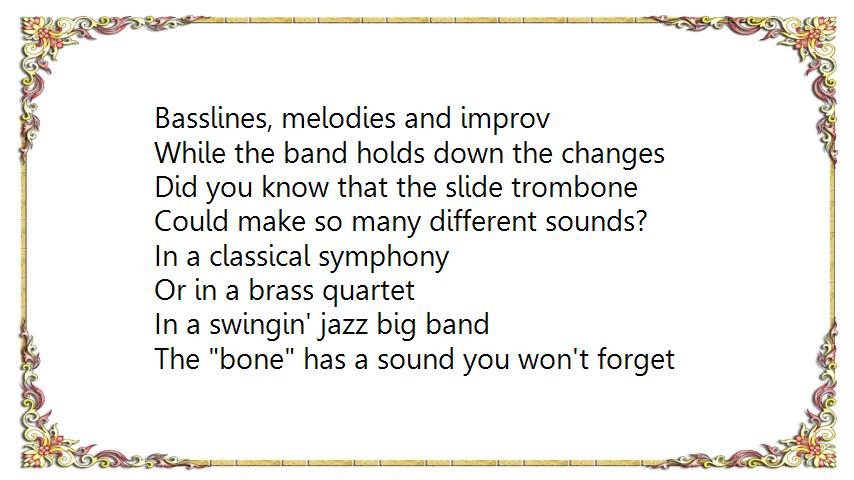 Basslines, melodies and improv
While the band holds down the changes
Did you know that the slide trombone
Could make so many different sounds?
In a classical symphony
Or in a brass quartet
In a swingin' jazz big band
The "bone" has a sound you won't forget